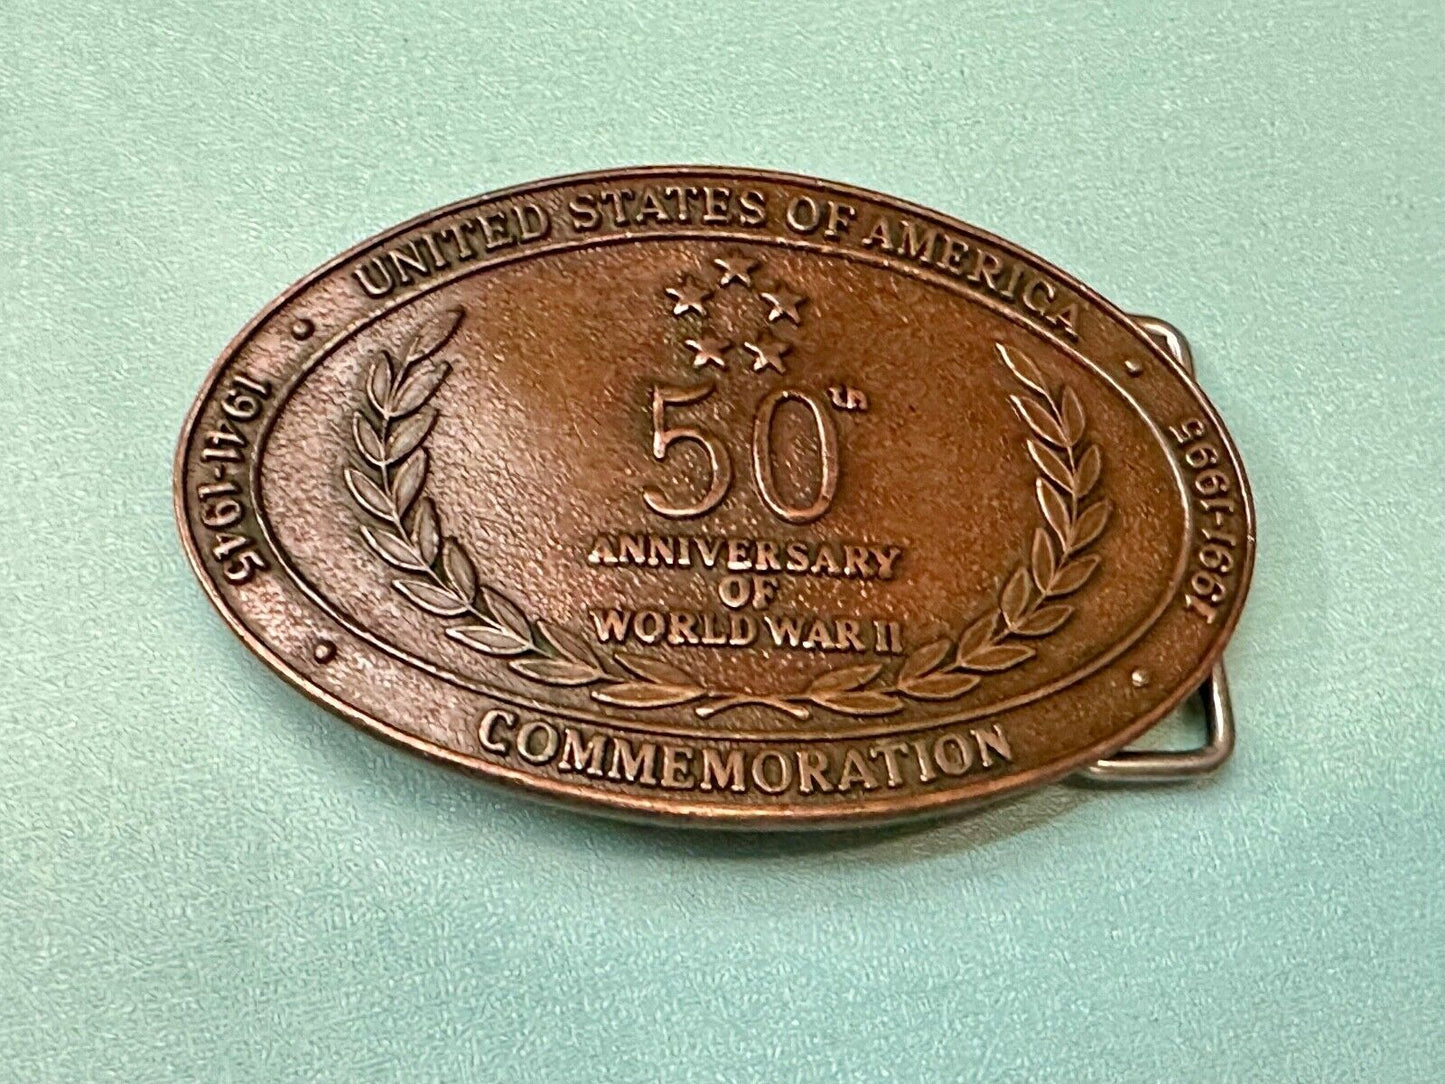 UNITED STATES OF AMERICA
1941-1945
50th
ANNIVERSARY
OF
WORLD WAR II
1991-1995
COMMEMORATION